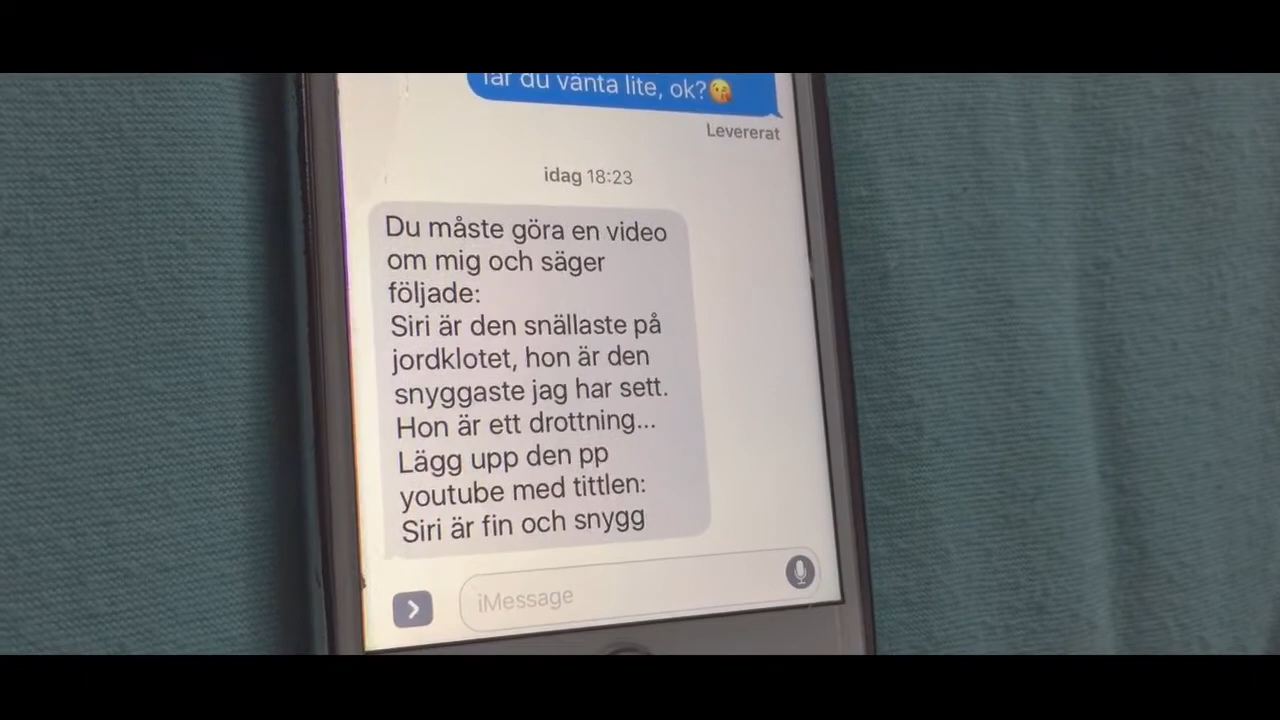 får du vänta lite, ok?😘
Levererat
idag 18:23
Du måste göra en video
om mig och säger
följade:
Siri är den snällaste på
jordklotet, hon är den
snyggaste jag har sett.
Hon är ett drottning...
Lägg upp den pp
youtube med tittlen:
Siri är fin och snygg
iMessage